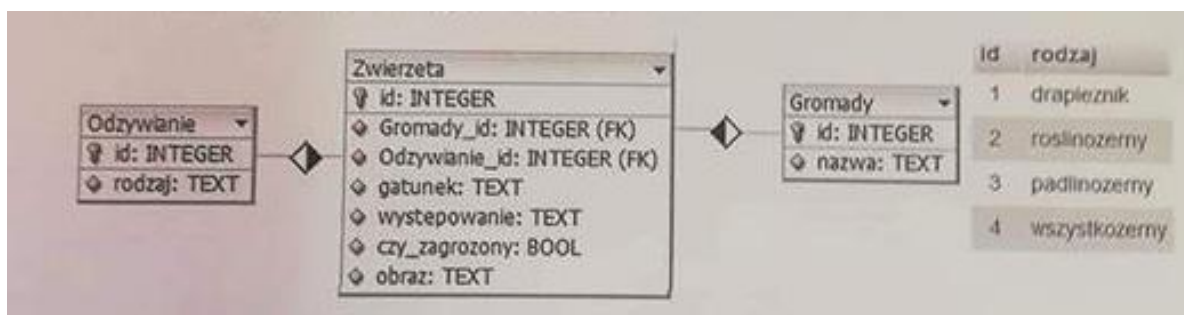 Odzywianie
id: INTEGER
rodzaj: TEXT
Zwierzeta
id: INTEGER
Gromady_id: INTEGER (FK)
Odzywianie_id: INTEGER (FK)
gatunek: TEXT
wystepowanie: TEXT
czy_zagrozony: BOOL
obraz: TEXT
Gromady
id: INTEGER
nazwa: TEXT
id rodzaj
1 drapieznik
2 roslinozerny
3 padlinozerny
4 wszystkozerny